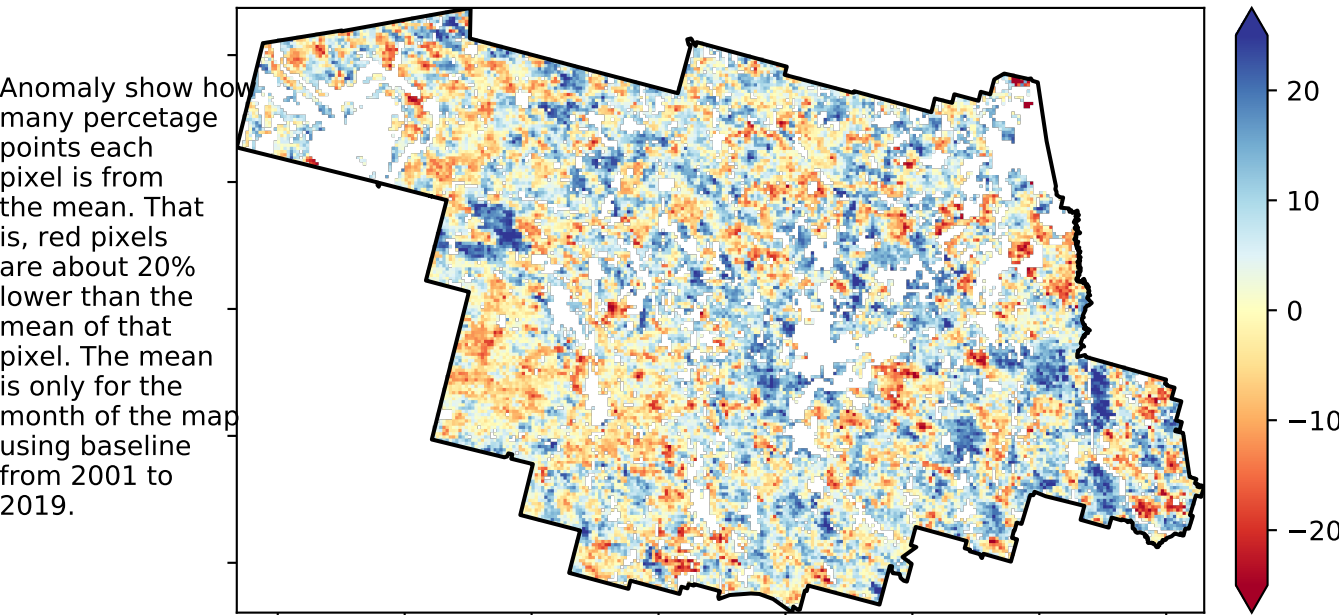 Anomaly show how
many percetage
points each
pixel is from
the mean. That
is, red pixels
are about 20%
lower than the
mean of that
pixel. The mean
is only for the
month of the map
using baseline
from 2001 to
2019.
20
10
0
−10
−20